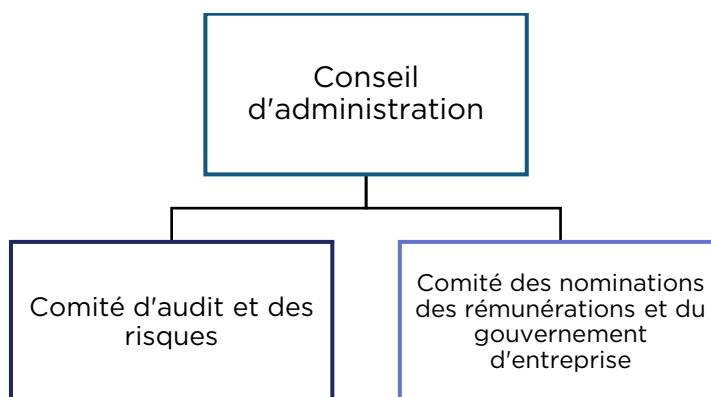 Conseil
d'administration
Comité d'audit et des
risques
Comité des nominations
des rémunérations et du
gouvernement
d'entreprise